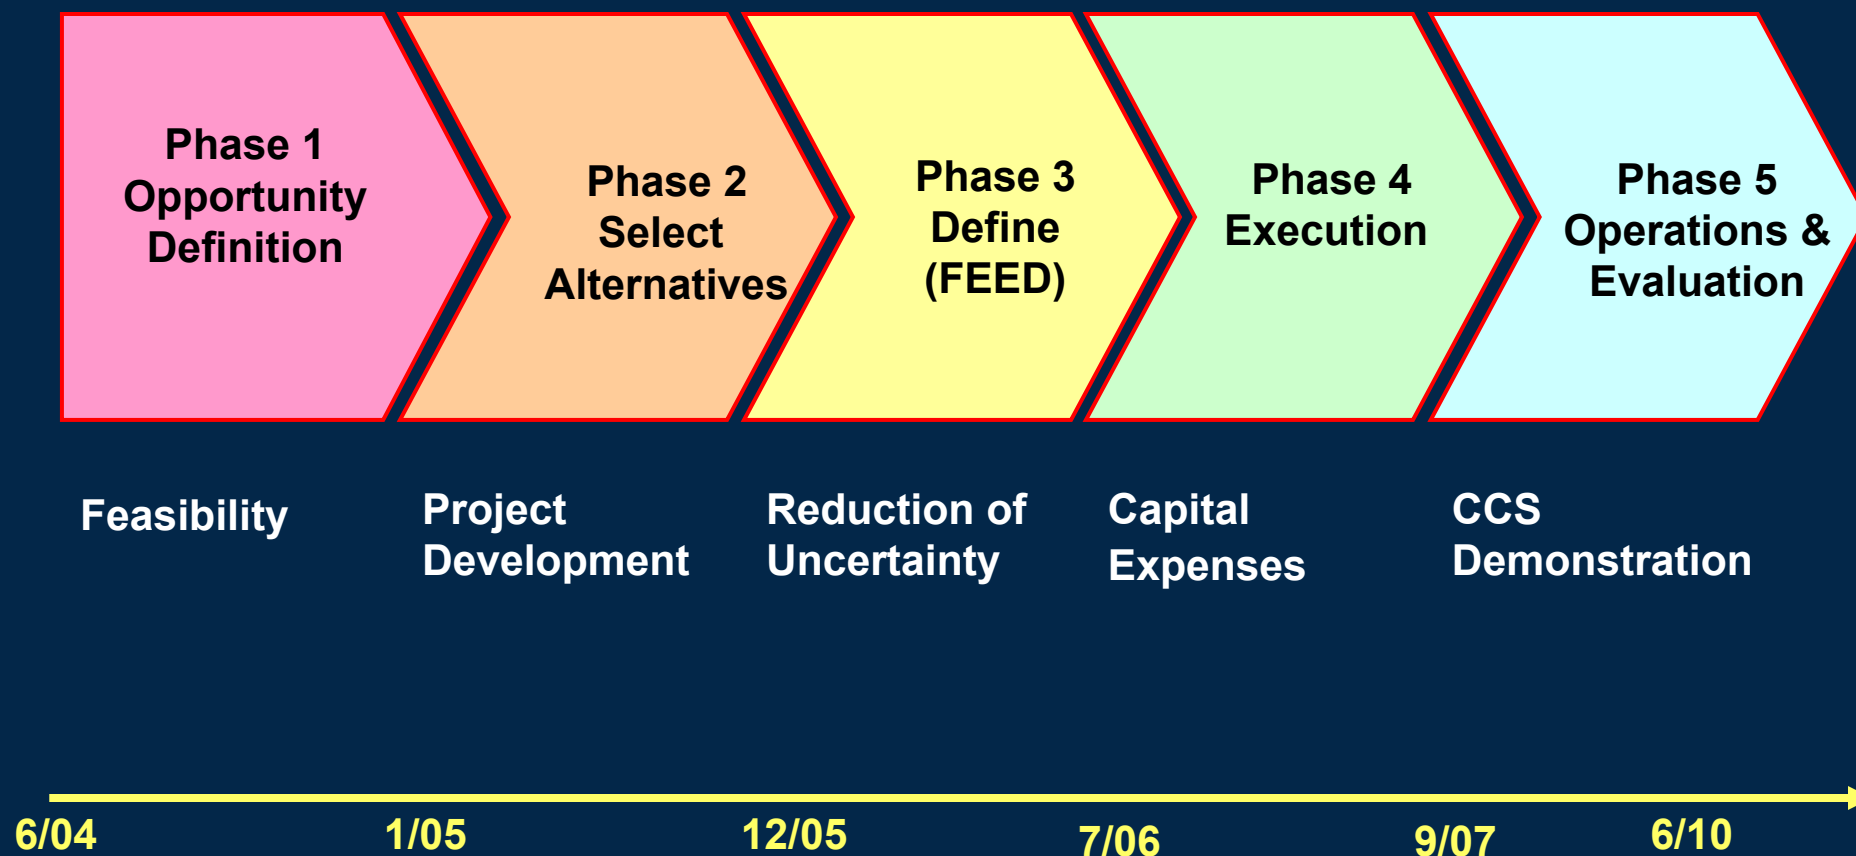 Phase 1
Opportunity
Definition
Phase 2
Select
Alternatives
Phase 3
Define
(FEED)
Phase 4
Execution
Phase 5
Operations &
Evaluation
Feasibility
Project
Development
Reduction of
Uncertainty
Capital
Expenses
CCS
Demonstration
6/04
1/05
12/05
7/06
9/07
6/10